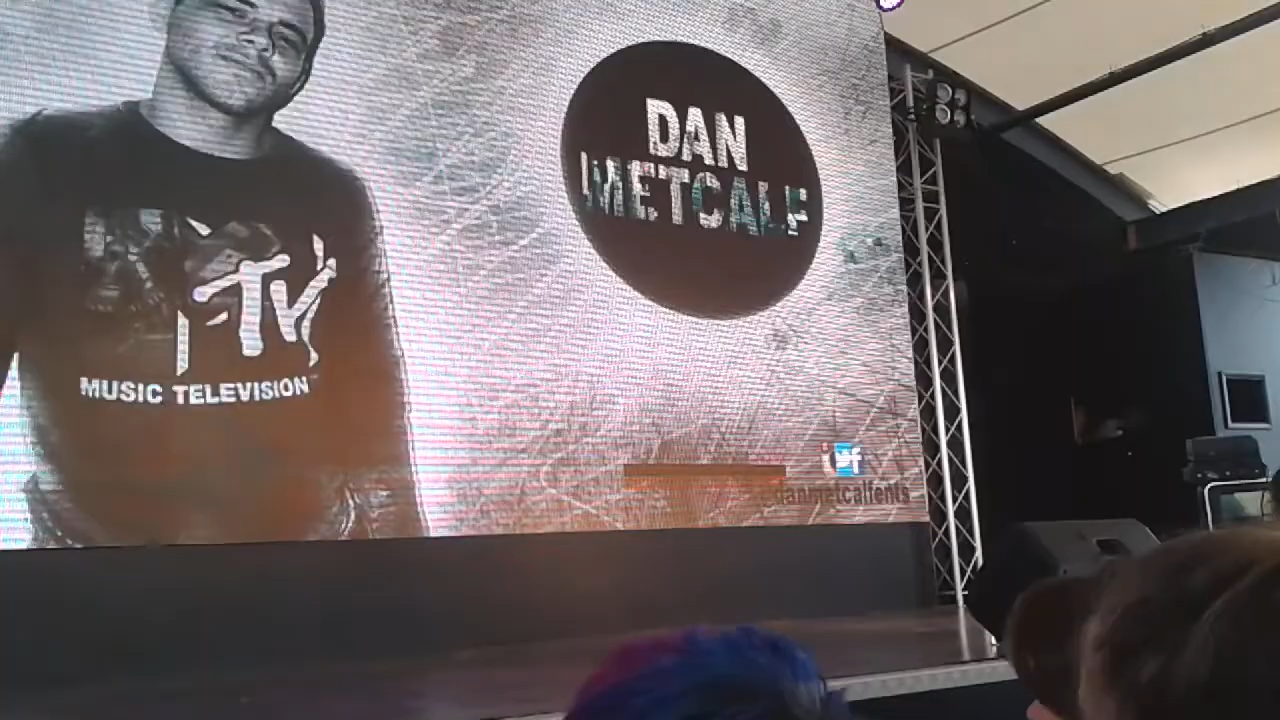 DAN
METCALF
MTV
MUSIC TELEVISION
danmetcalfents